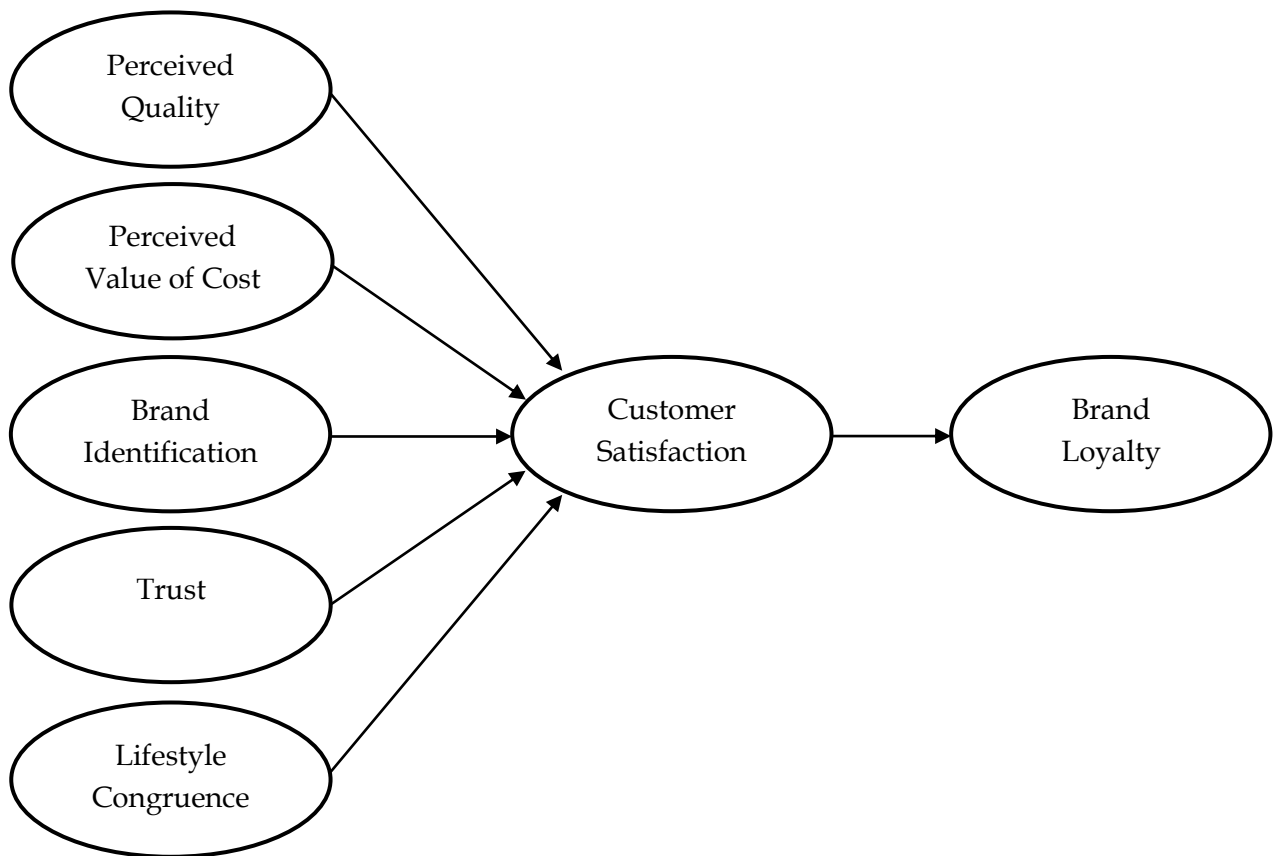 Perceived
Quality
Perceived
Value of Cost
Brand
Identification
Trust
Lifestyle
Congruence
Customer
Satisfaction
Brand
Loyalty